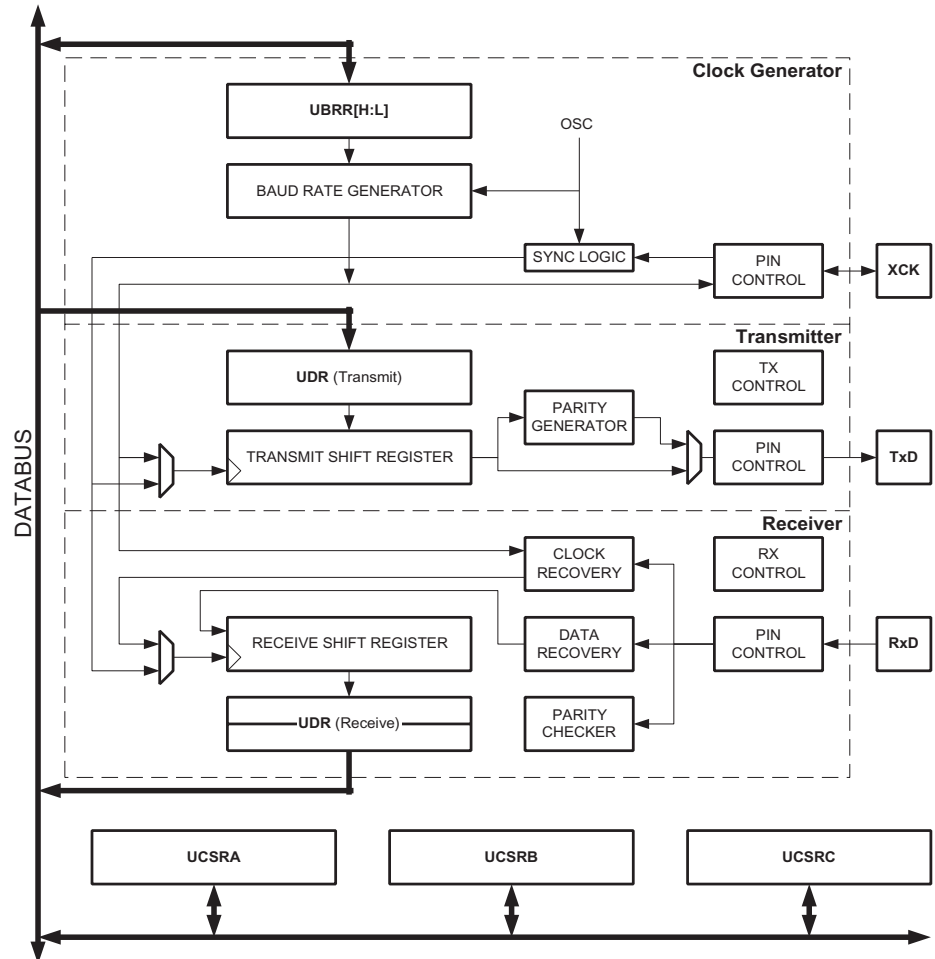 Clock Generator
UBRR[H:L]
OSC
BAUD RATE GENERATOR
SYNC LOGIC
PIN
CONTROL
XCK
Transmitter
UDR (Transmit)
TX
CONTROL
PARITY
GENERATOR
TRANSMIT SHIFT REGISTER
PIN
CONTROL
TxD
DATABUS
Receiver
CLOCK
RECOVERY
RX
CONTROL
RECEIVE SHIFT REGISTER
DATA
RECOVERY
PIN
CONTROL
RxD
UDR (Receive)
PARITY
CHECKER
UCSRA
UCSRB
UCSRC